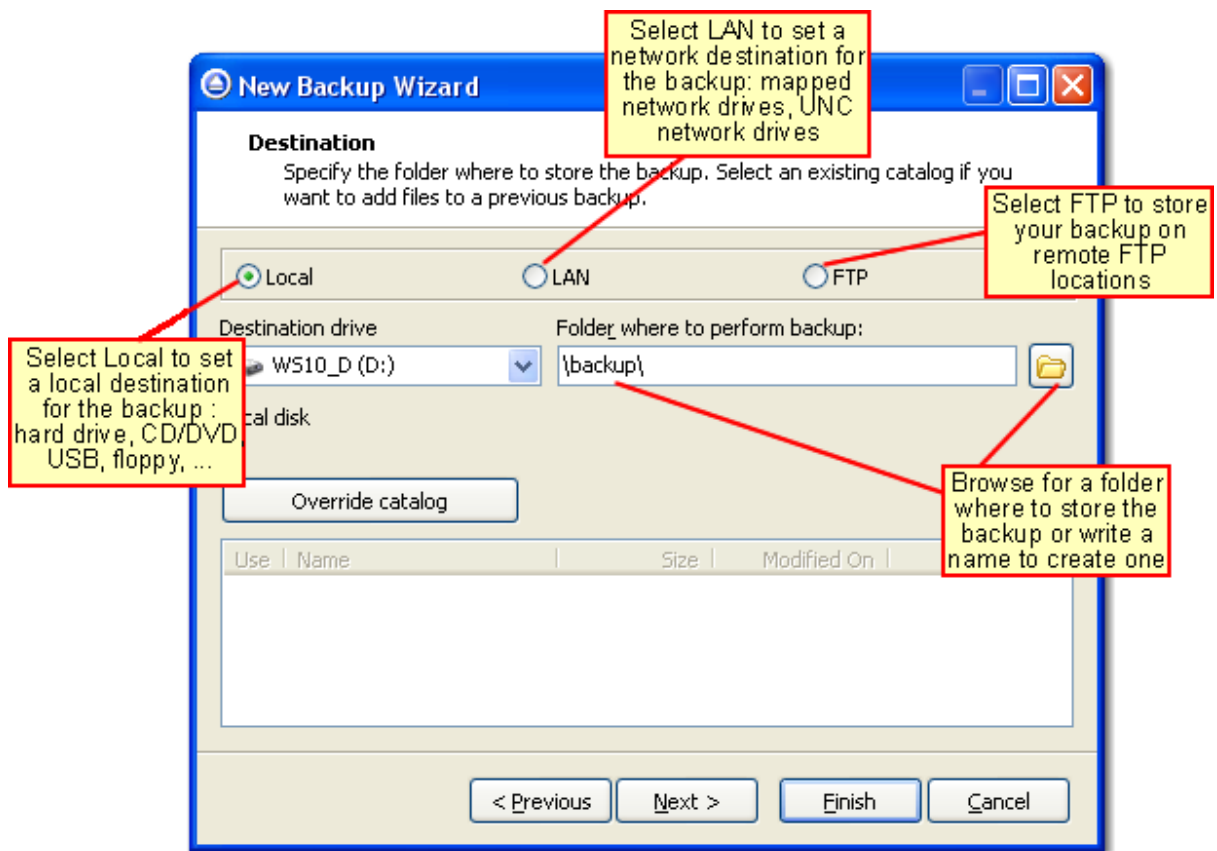 Select LAN to set a
network destination for
the backup: mapped
network drives, UNC
network drives
New Backup Wizard
Destination
Specify the folder where to store the backup. Select an existing catalog if you
want to add files to a previous backup.
Select FTP to store
your backup on
remote FTP
locations
Local
LAN
FTP
Destination drive
Folder where to perform backup:
Select Local to set
a local destination
for the backup :
hard drive, CD/DVD,
USB, floppy, ...
WS10_D (D:)
\backup\
disk
Override catalog
Browse for a folder
where to store the
backup or write a
name to create one
Use Name Size Modified On
< Previous
Next >
Finish
Cancel